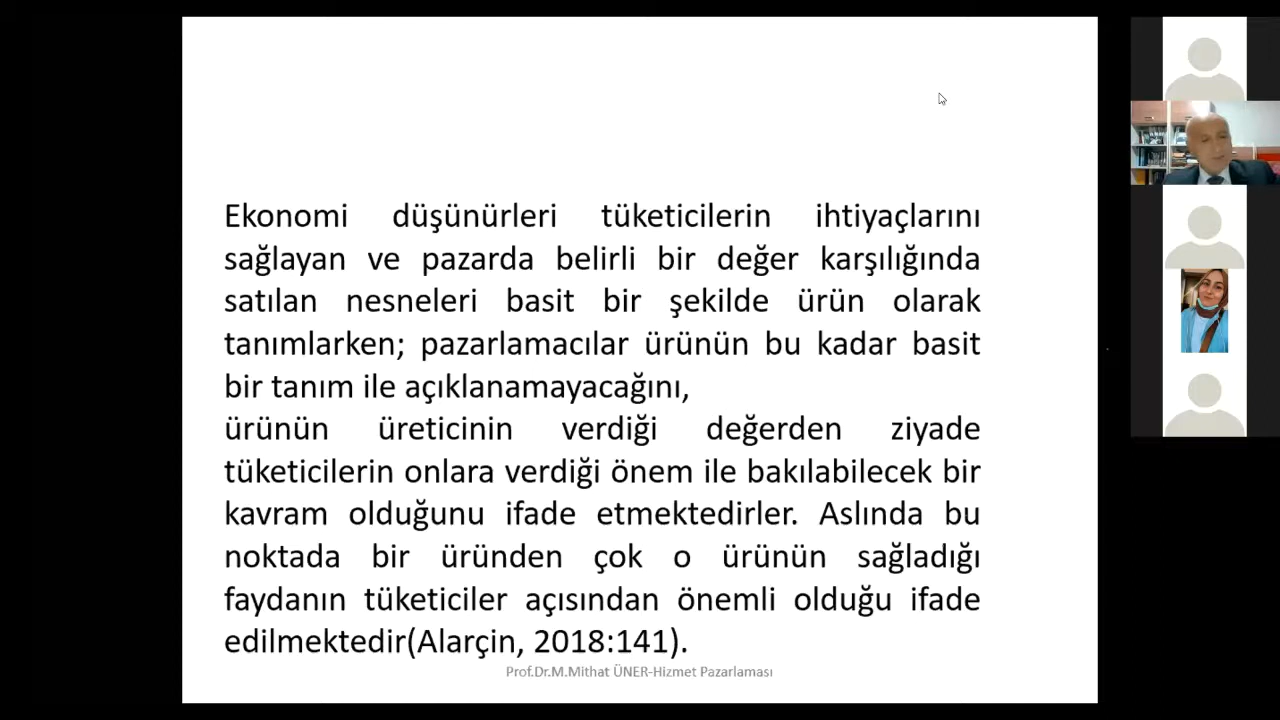 Ekonomi düşünürleri tüketicilerin ihtiyaçlarını
sağlayan ve pazarda belirli bir değer karşılığında
satılan nesneleri basit bir şekilde ürün olarak
tanımlarken; pazarlamacılar ürünün bu kadar basit
bir tanım ile açıklanamayacağını,
ürünün üreticinin verdiği değerden ziyade
tüketicilerin onlara verdiği önem ile bakılabilecek bir
kavram olduğunu ifade etmektedirler. Aslında bu
noktada bir üründen çok o ürünün sağladığı
faydanın tüketiciler açısından önemli olduğu ifade
edilmektedir(Alarçin, 2018:141).
Prof.Dr.M.Mithat ÜNER-Hizmet Pazarlaması